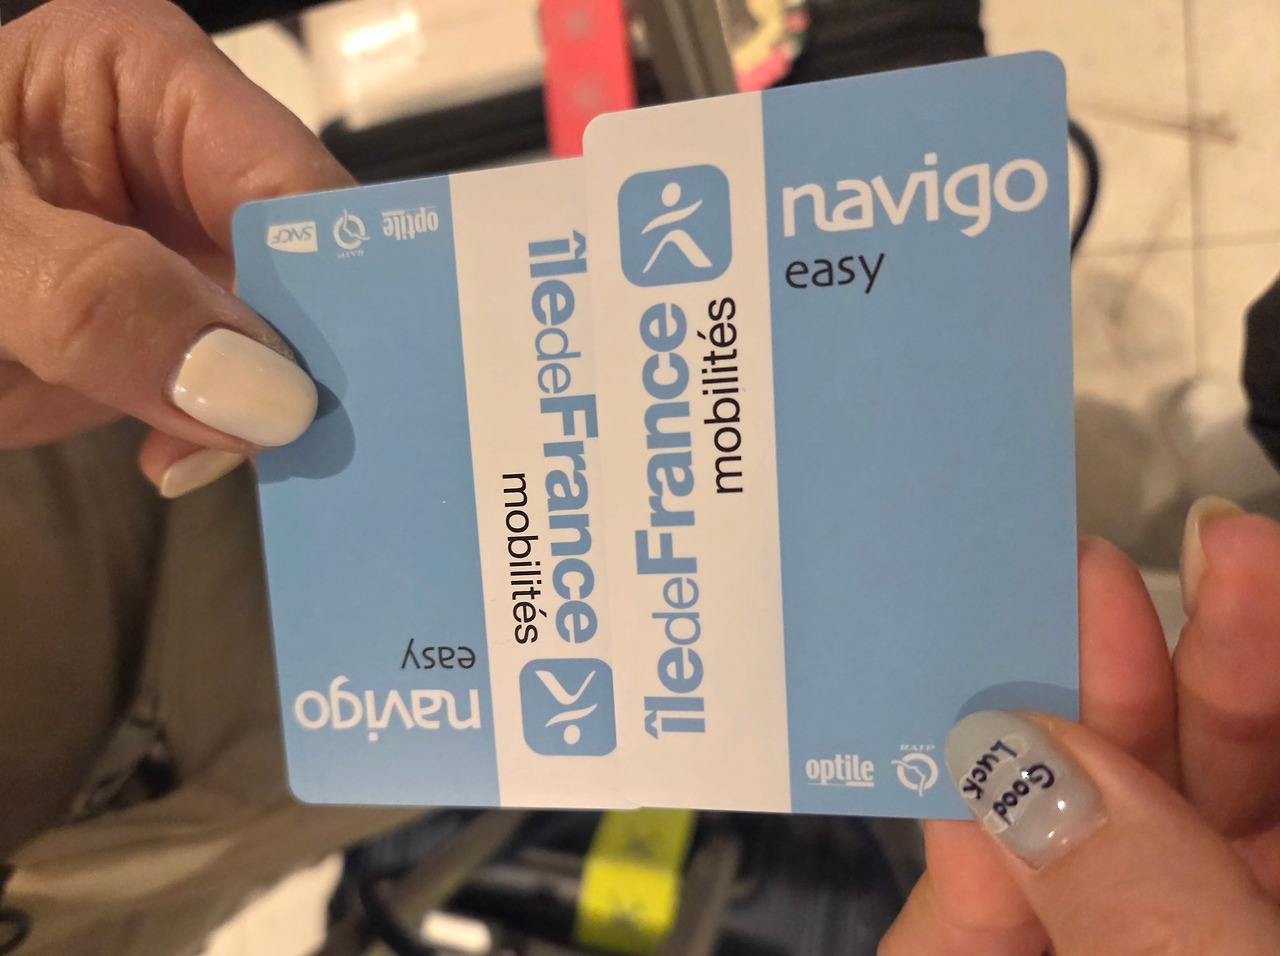 navigo
easy
îledeFrance
mobilités
optile
RATP
Good
Luck
navigo
easy
îledeFrance
mobilités
optile
RATP
SNCF